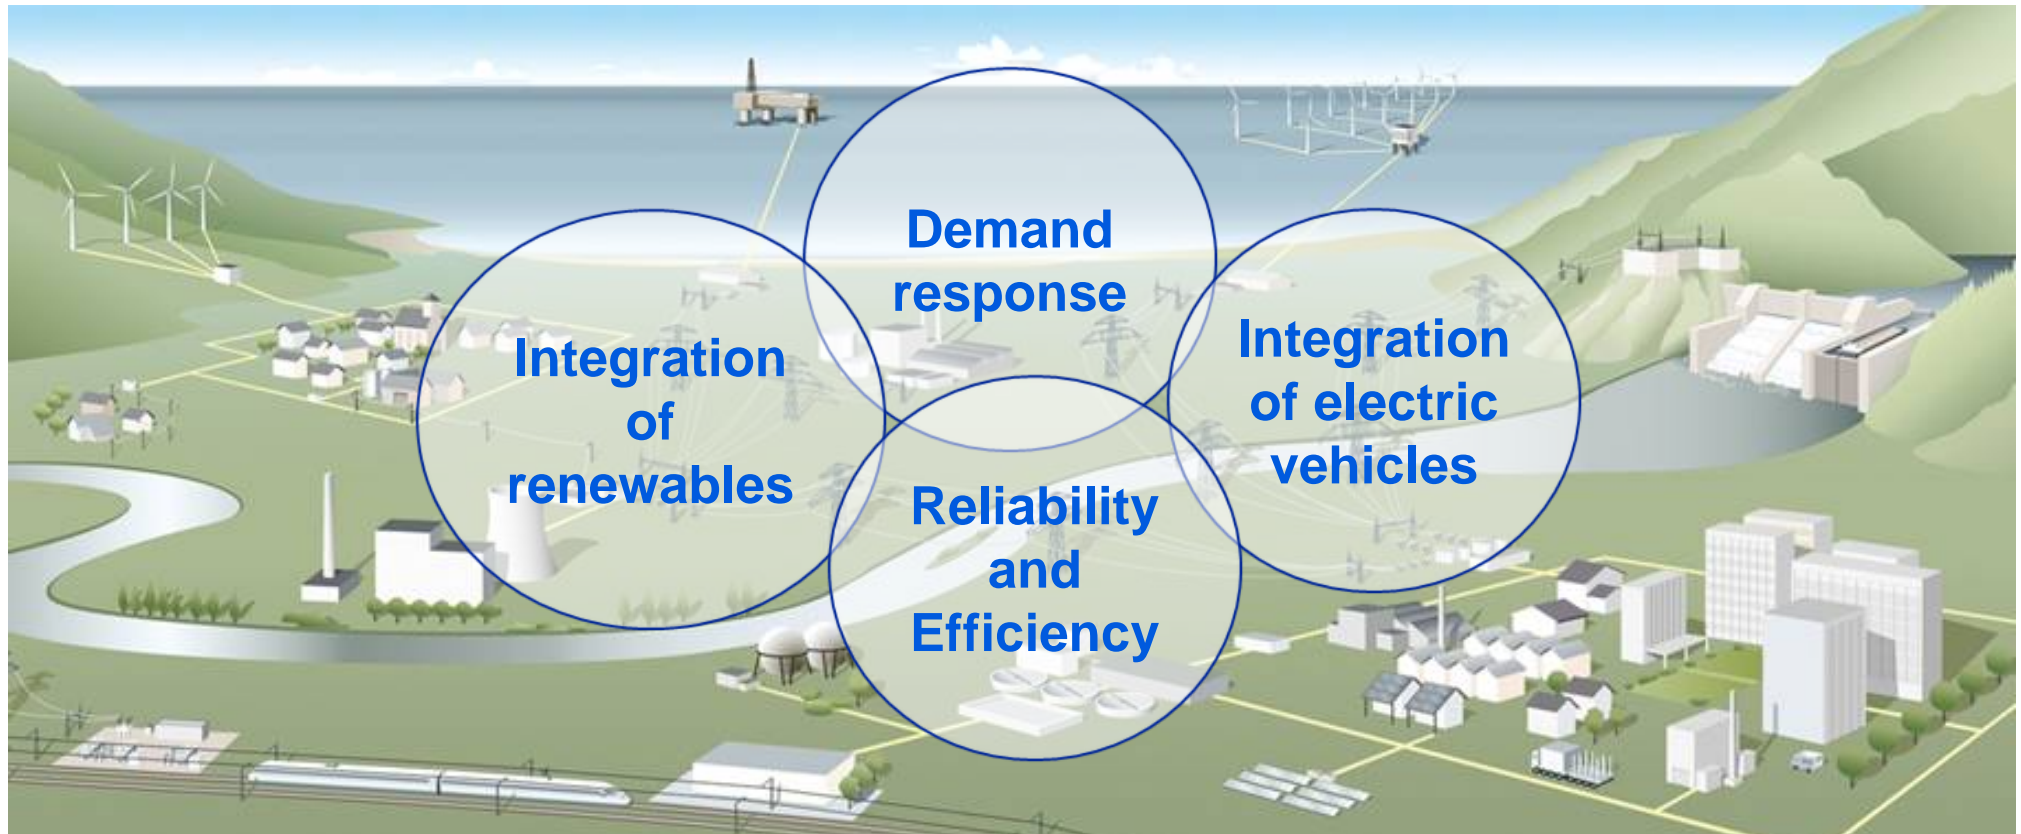 Demand
response
Integration
of
renewables
Integration
of electric
vehicles
Reliability
and
Efficiency